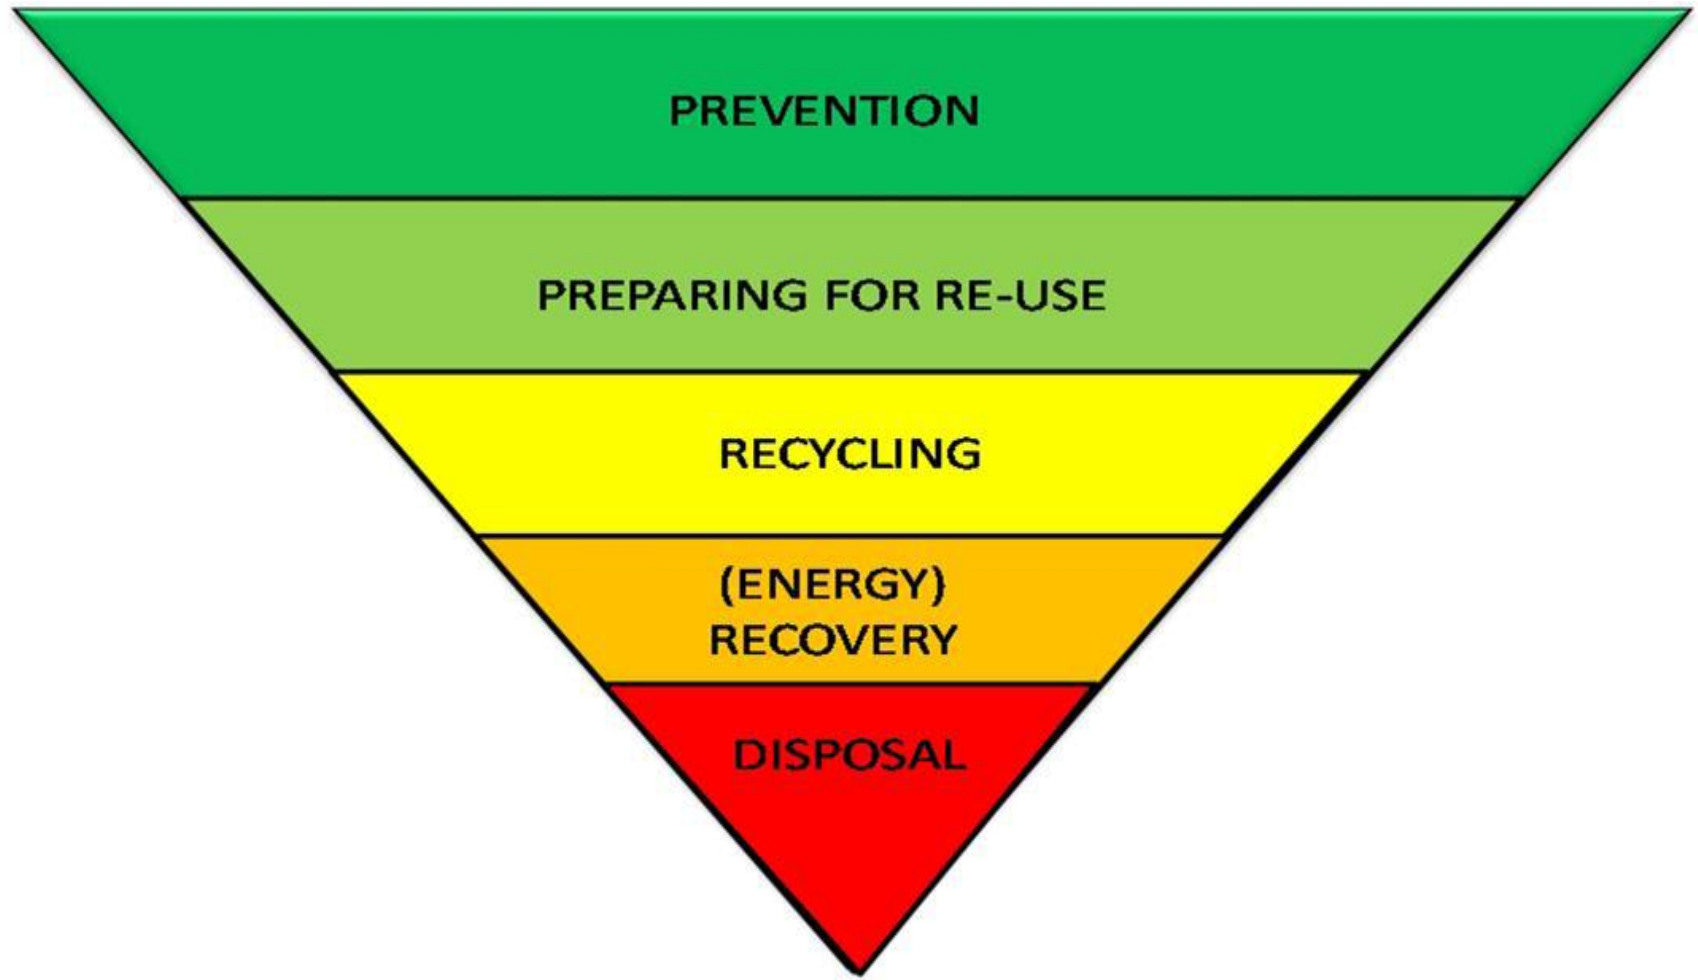 PREVENTION
PREPARING FOR RE-USE
RECYCLING
(ENERGY)
RECOVERY
DISPOSAL